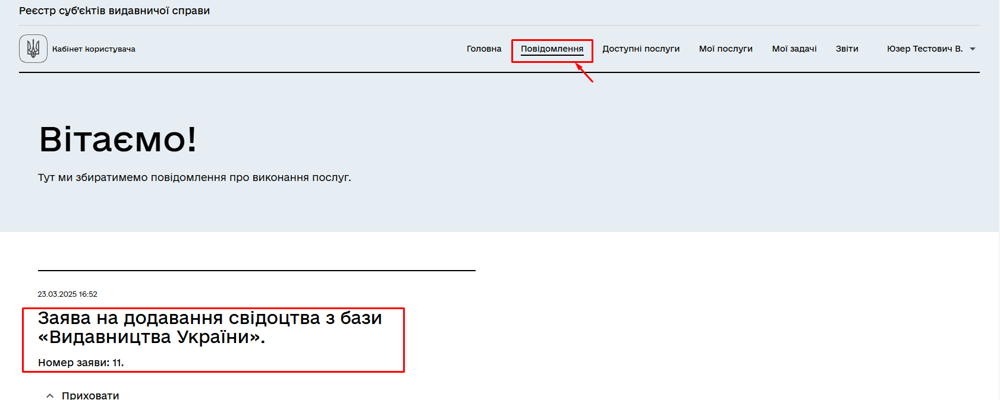 Реєстр суб'єктів видавничої справи
Кабінет користувача
Головна Повідомлення Доступні послуги Мої послуги Мої задачі Звіти Юзер Тестович В.
Вітаємо!
Тут ми збиратимемо повідомлення про виконання послуг.
23.03.2025 16:52
Заява на додавання свідоцтва з бази
«Видавництва України».
Номер заяви: 11.
Приховати